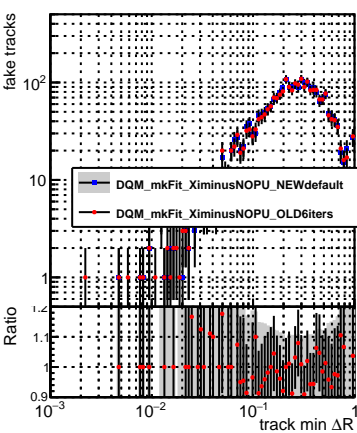 fake tracks
10²
10
1
DQM_mkFit_XiminusNOPU_NEWdefault
DQM_mkFit_XiminusNOPU_OLD6iters
Ratio
1.2
1.1
1
0.9
10⁻³
10⁻²
10⁻¹
1
track min ΔR